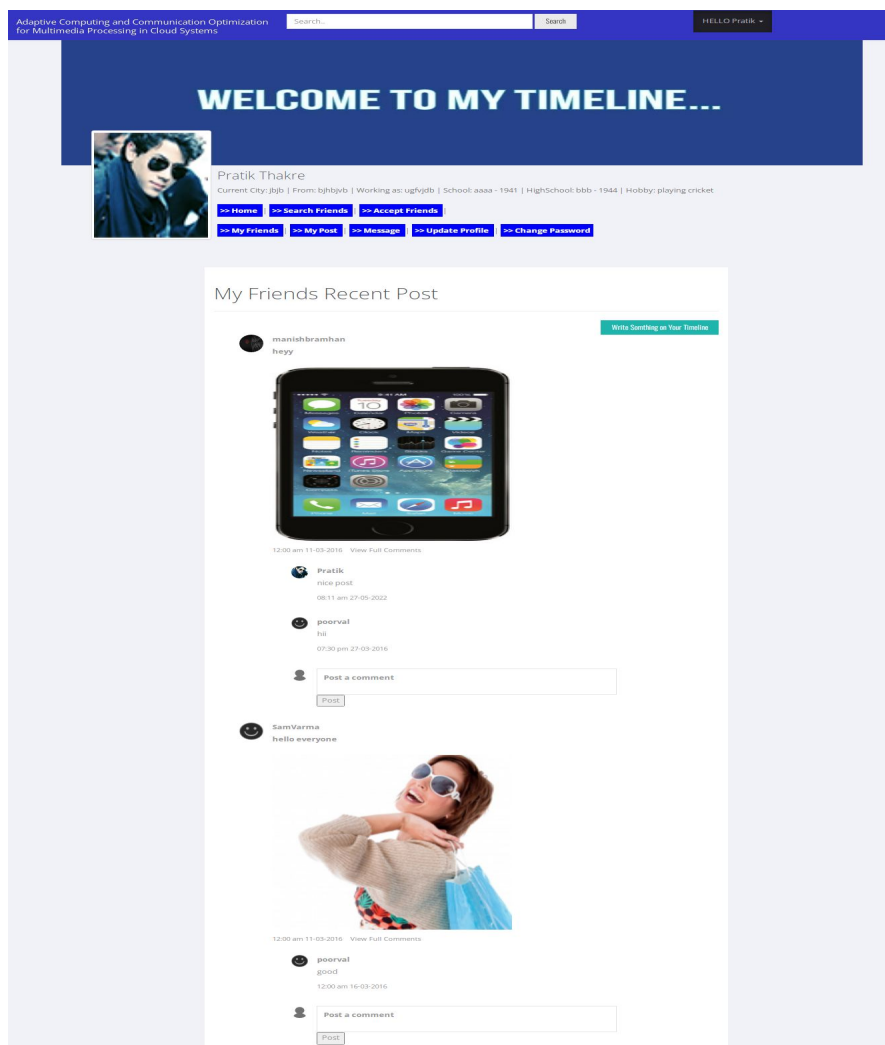 Adaptive Computing and Communication Optimization
for Multimedia Processing in Cloud Systems
Search..
Search
HELLO Pratik
WELCOME TO MY TIMELINE...
Pratik Thakre
Current City: jbjb | From: bjhbjvb | Working as: ugfvjdb | School: aaaa - 1941 | HighSchool: bbb - 1944 | Hobby: playing cricket
>> Home | >> Search Friends | >> Accept Friends |
>> My Friends | >> My Post | >> Message | >> Update Profile | >> Change Password
My Friends Recent Post
Write Somthing on Your Timeline
manishbramhan
heyy
9:41 AM
10
12:00 am 11-03-2016 View Full Comments
Pratik
nice post
08:11 am 27-05-2022
poorval
hii
07:30 pm 27-03-2016
Post a comment
Post
SamVarma
hello everyone
12:00 am 11-03-2016 View Full Comments
poorval
good
12:00 am 16-03-2016
Post a comment
Post